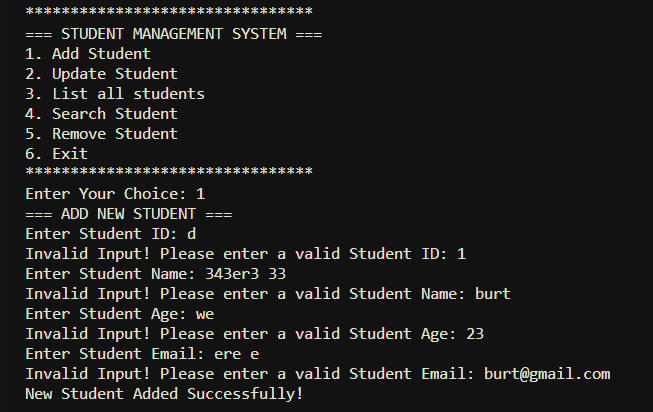 ********************************
=== STUDENT MANAGEMENT SYSTEM ===
1. Add Student
2. Update Student
3. List all students
4. Search Student
5. Remove Student
6. Exit
********************************
Enter Your Choice: 1
=== ADD NEW STUDENT ===
Enter Student ID: d
Invalid Input! Please enter a valid Student ID: 1
Enter Student Name: 343er3 33
Invalid Input! Please enter a valid Student Name: burt
Enter Student Age: we
Invalid Input! Please enter a valid Student Age: 23
Enter Student Email: ere e
Invalid Input! Please enter a valid Student Email: burt@gmail.com
New Student Added Successfully!